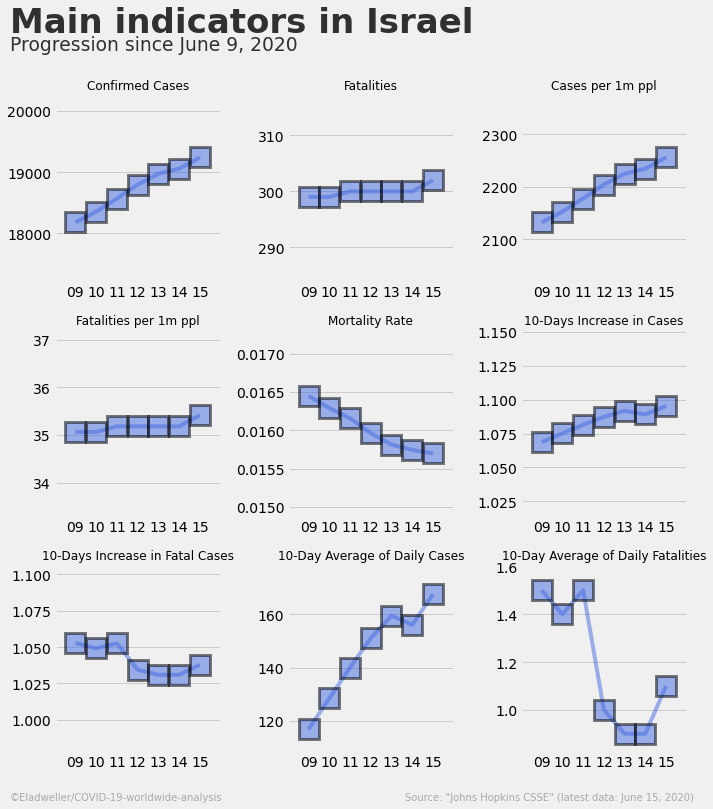 Main indicators in Israel
Progression since June 9, 2020
Confirmed Cases
20000
19000
18000
09 10 11 12 13 14 15
Fatalities
310
300
290
09 10 11 12 13 14 15
Cases per 1m ppl
2300
2200
2100
09 10 11 12 13 14 15
Fatalities per 1m ppl
37
36
35
34
09 10 11 12 13 14 15
Mortality Rate
0.0170
0.0165
0.0160
0.0155
0.0150
09 10 11 12 13 14 15
10-Days Increase in Cases
1.150
1.125
1.100
1.075
1.050
1.025
09 10 11 12 13 14 15
10-Days Increase in Fatal Cases
1.100
1.075
1.050
1.025
1.000
09 10 11 12 13 14 15
10-Day Average of Daily Cases
160
140
120
09 10 11 12 13 14 15
10-Day Average of Daily Fatalities
1.6
1.4
1.2
1.0
09 10 11 12 13 14 15
©Eladweller/COVID-19-worldwide-analysis
Source: "Johns Hopkins CSSE" (latest data: June 15, 2020)